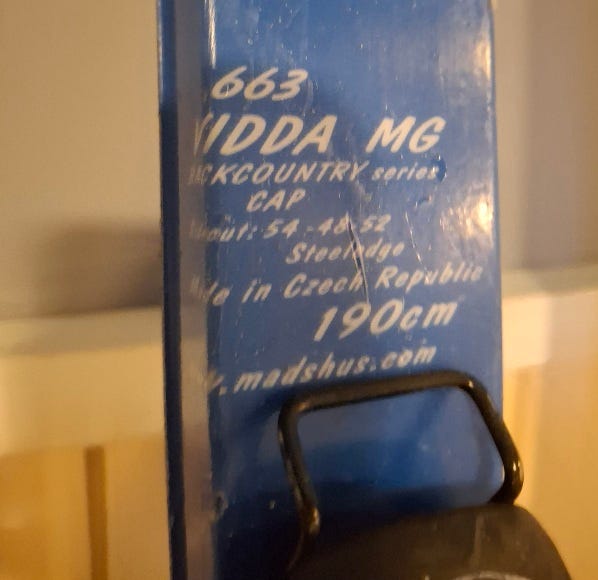 663
VIDDA MG
BACKCOUNTRY series
CAP
54-48-52
Steeledge
Made in Czech Republic
190cm
.madshus.com